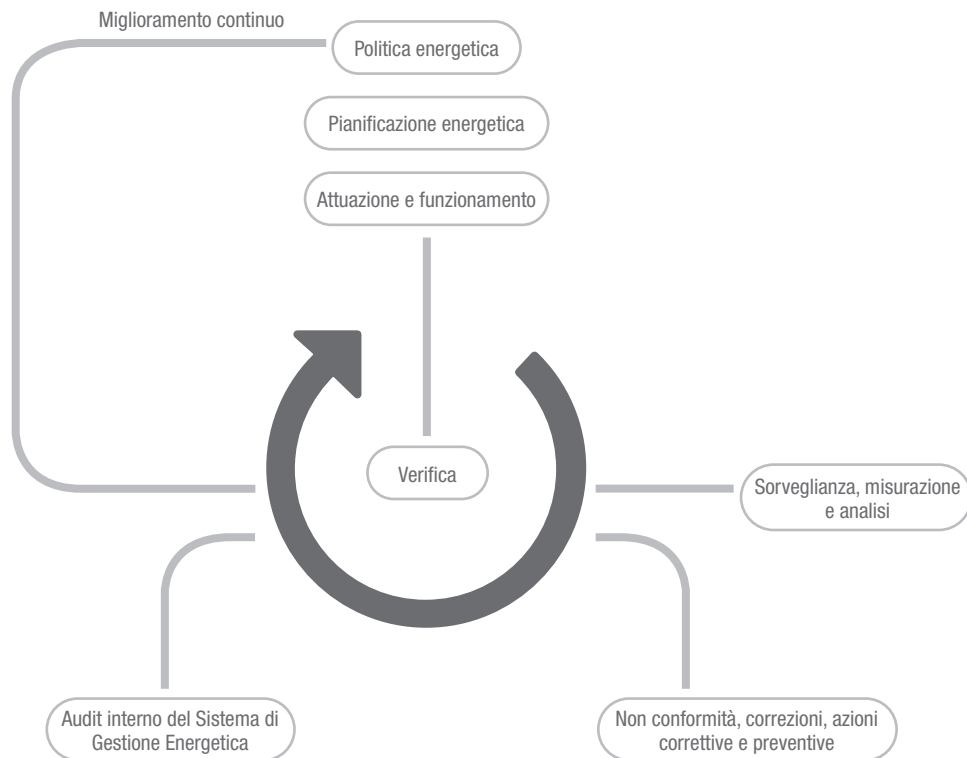 Miglioramento continuo
Politica energetica
Pianificazione energetica
Attuazione e funzionamento
Verifica
Sorveglianza, misurazione
e analisi
Audit interno del Sistema di
Gestione Energetica
Non conformità, correzioni, azioni
correttive e preventive